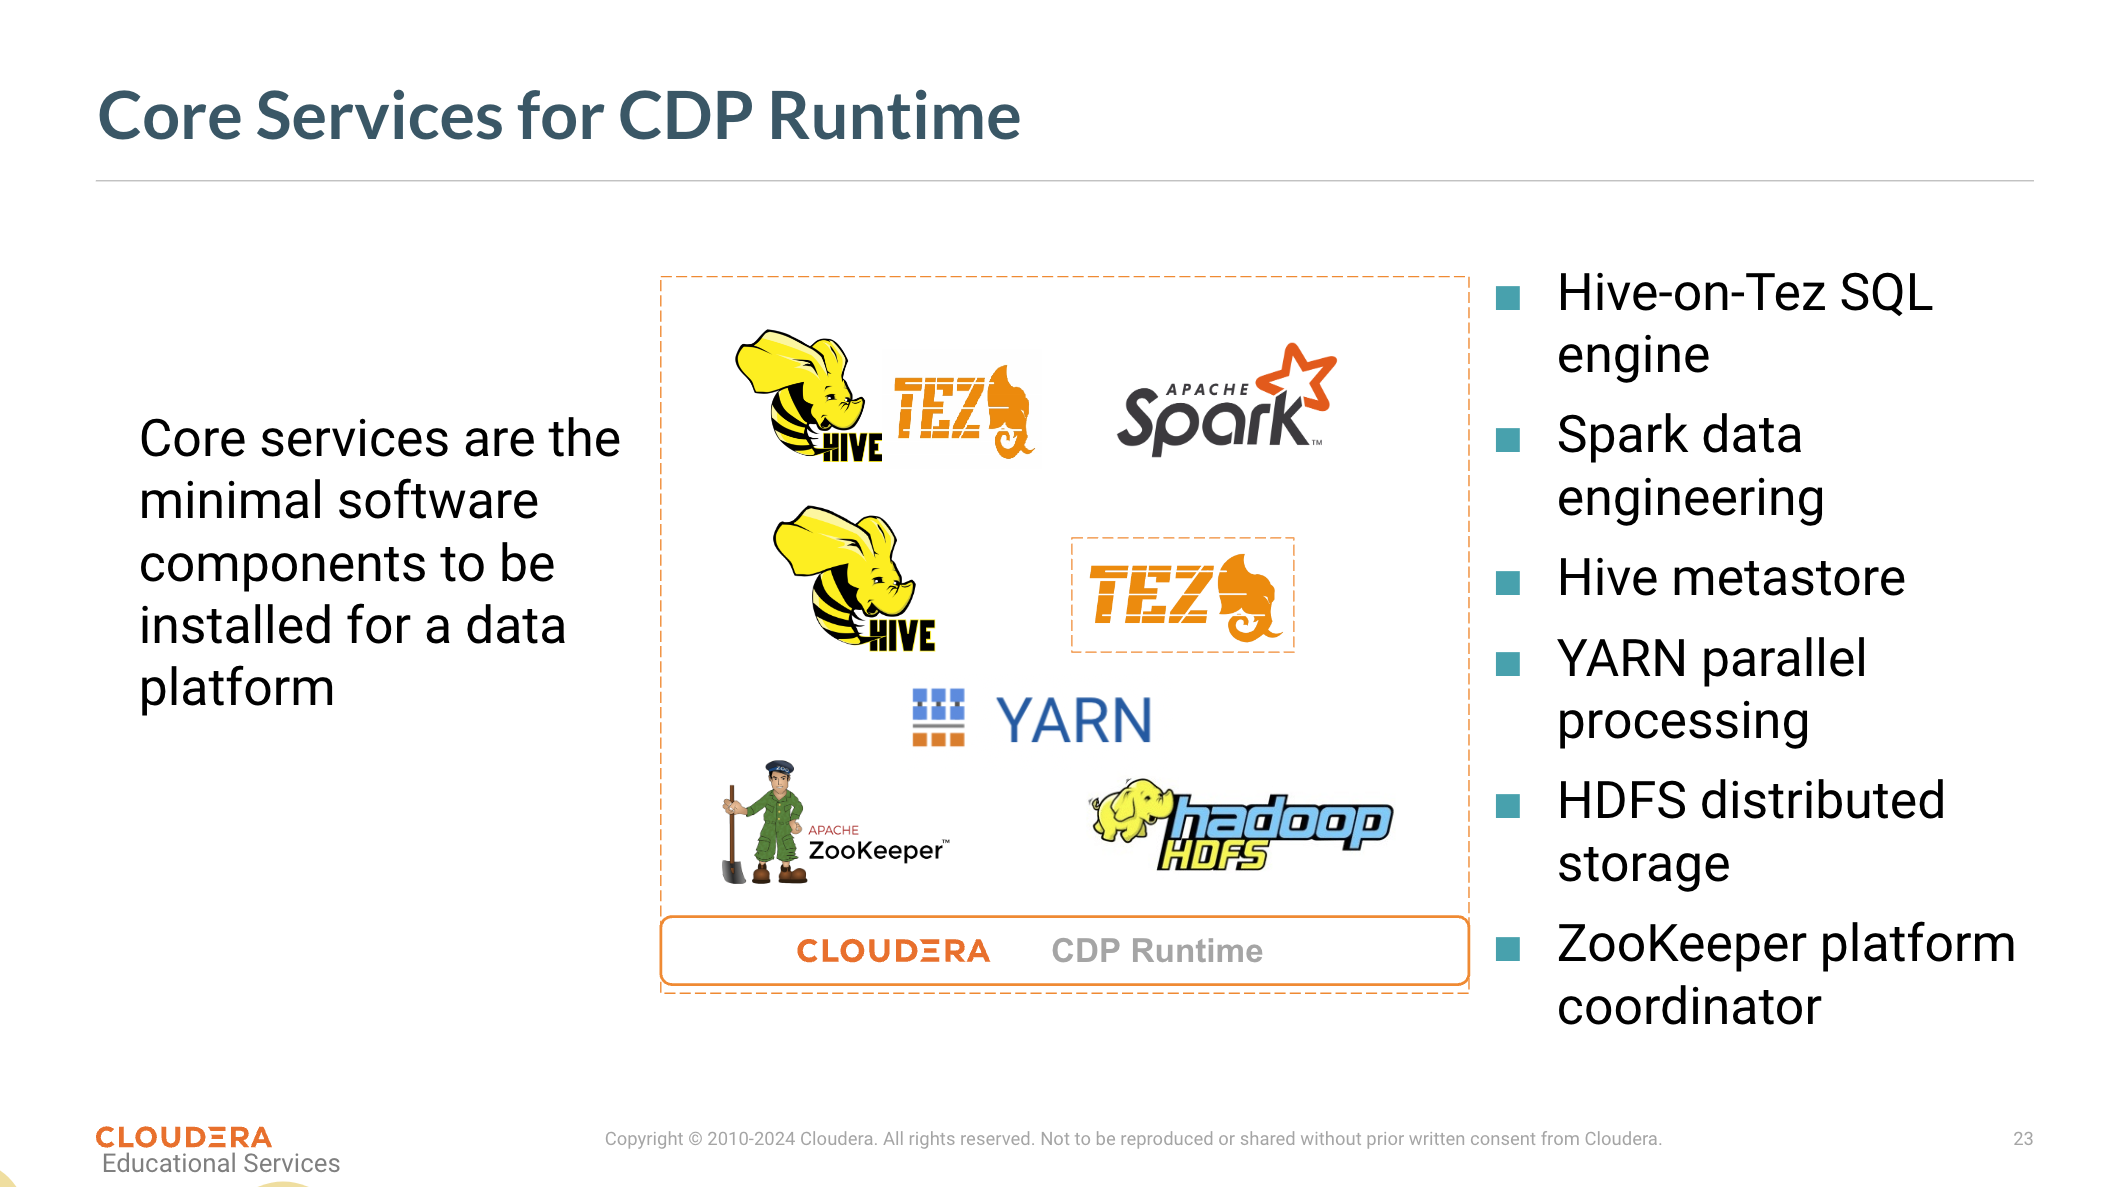 Core Services for CDP Runtime
Core services are the
minimal software
components to be
installed for a data
platform
HIVE
TEZ
APACHE
Spark™
HIVE
TEZ
YARN
ZOO
APACHE
ZooKeeper™
hadoop
HDFS
CLOUDERA CDP Runtime
■ Hive-on-Tez SQL
engine
■ Spark data
engineering
■ Hive metastore
■ YARN parallel
processing
■ HDFS distributed
storage
■ ZooKeeper platform
coordinator
CLOUDERA
Educational Services
Copyright © 2010-2024 Cloudera. All rights reserved. Not to be reproduced or shared without prior written consent from Cloudera.
23